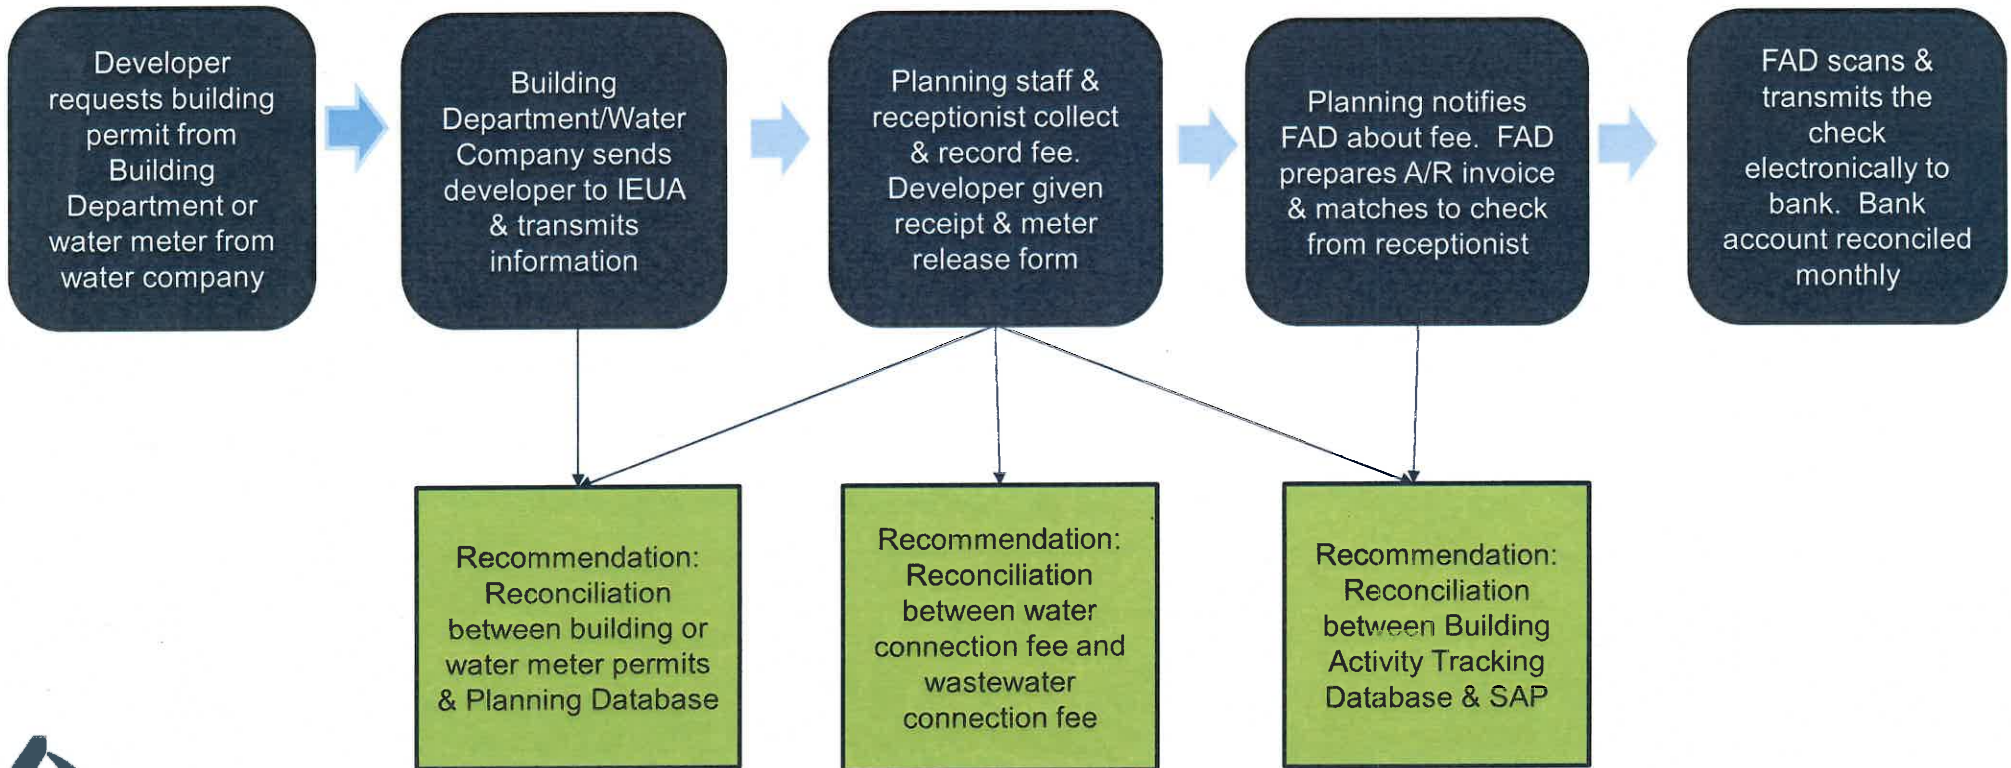 Developer
requests building
permit from
Building
Department or
water meter from
water company
Building
Department/Water
Company sends
developer to IEUA
& transmits
information
Planning staff &
receptionist collect
& record fee.
Developer given
receipt & meter
release form
Planning notifies
FAD about fee.  FAD
prepares A/R invoice
& matches to check
from receptionist
FAD scans &
transmits the
check
electronically to
bank.  Bank
account reconciled
monthly
Recommendation:
Reconciliation
between building or
water meter permits
& Planning Database
Recommendation:
Reconciliation
between water
connection fee and
wastewater
connection fee
Recommendation:
Reconciliation
between Building
Activity Tracking
Database & SAP